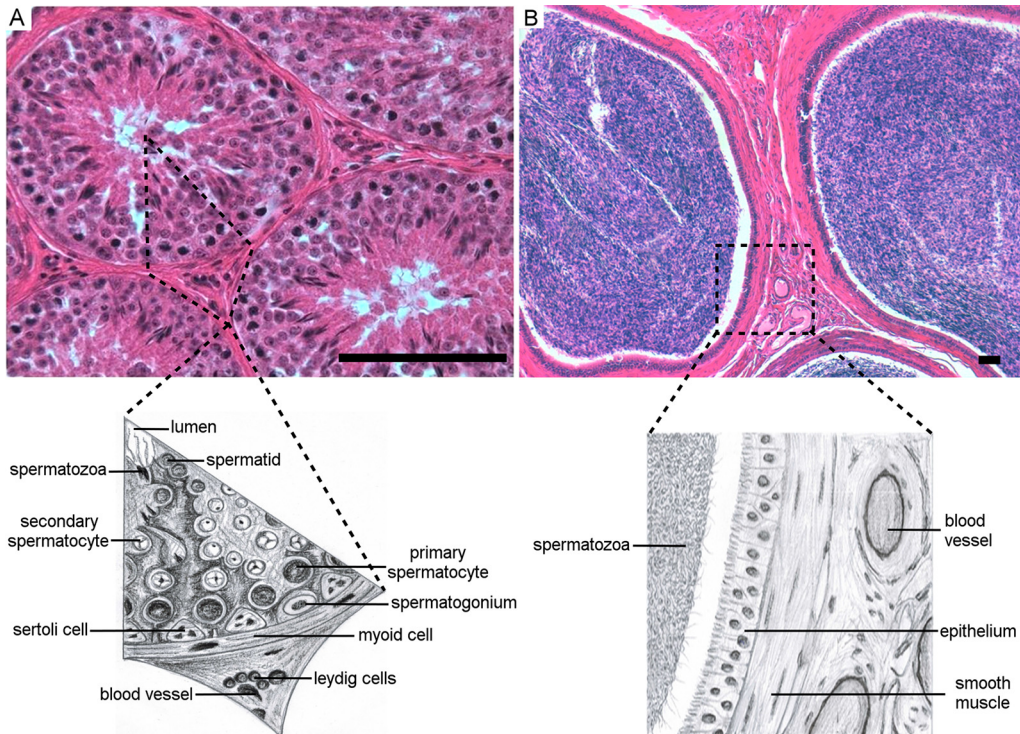 A
B
lumen
spermatozoa
spermatid
secondary
spermatocyte
primary
spermatocyte
spermatogonium
sertoli cell
myoid cell
leydig cells
blood vessel
spermatozoa
blood
vessel
epithelium
smooth
muscle